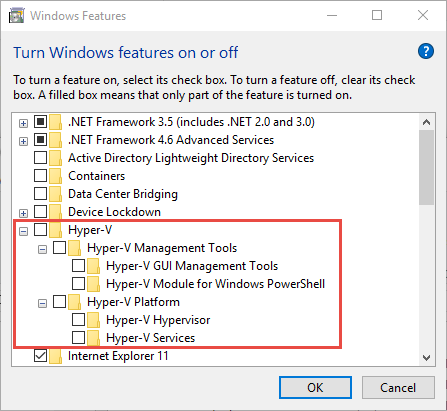 Windows Features
Turn Windows features on or off
?
To turn a feature on, select its check box. To turn a feature off, clear its check
box. A filled box means that only part of the feature is turned on.
.NET Framework 3.5 (includes .NET 2.0 and 3.0)
.NET Framework 4.6 Advanced Services
Active Directory Lightweight Directory Services
Containers
Data Center Bridging
Device Lockdown
Hyper-V
Hyper-V Management Tools
Hyper-V GUI Management Tools
Hyper-V Module for Windows PowerShell
Hyper-V Platform
Hyper-V Hypervisor
Hyper-V Services
Internet Explorer 11
OK Cancel